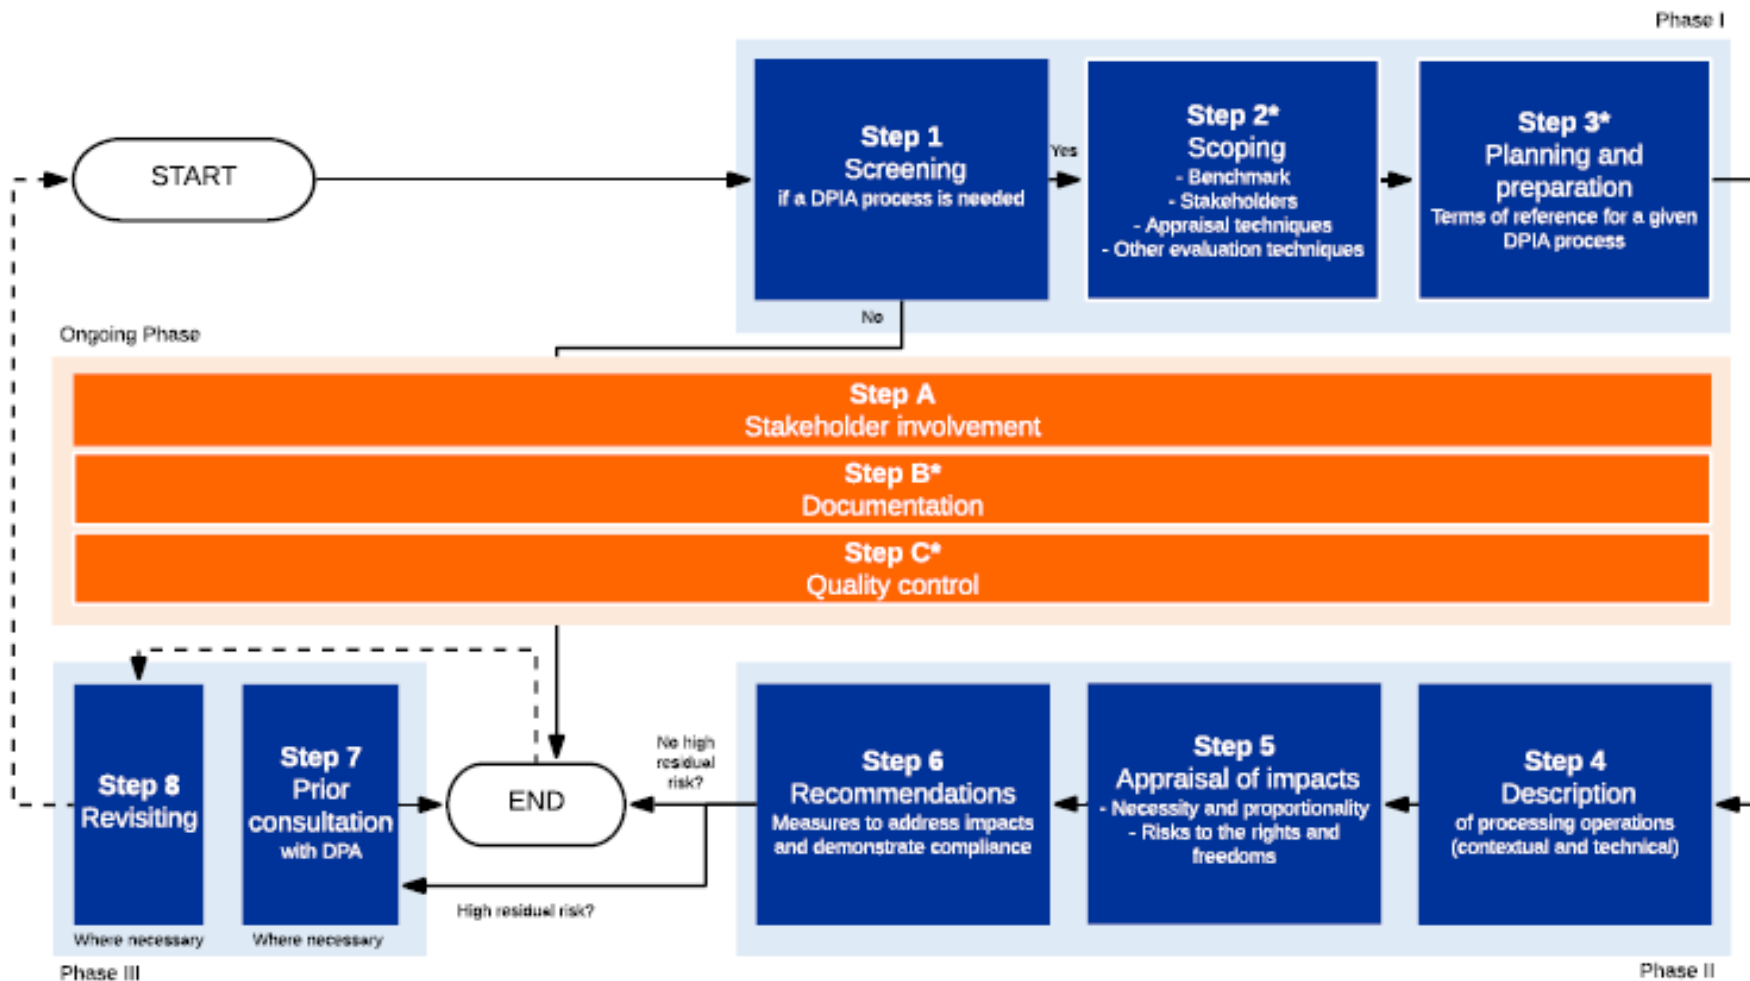 Phase I
START
Step 1
Screening
if a DPIA process is needed
Yes
No
Step 2*
Scoping
- Benchmark
- Stakeholders
- Appraisal techniques
- Other evaluation techniques
Step 3*
Planning and
preparation
Terms of reference for a given
DPIA process
Ongoing Phase
Step A
Stakeholder involvement
Step B*
Documentation
Step C*
Quality control
Step 8
Revisiting
Where necessary
Step 7
Prior
consultation
with DPA
Where necessary
Phase III
END
No high
residual
risk?
High residual risk?
Step 6
Recommendations
Measures to address impacts
and demonstrate compliance
Step 5
Appraisal of impacts
- Necessity and proportionality
- Risks to the rights and
freedoms
Step 4
Description
of processing operations
(contextual and technical)
Phase II